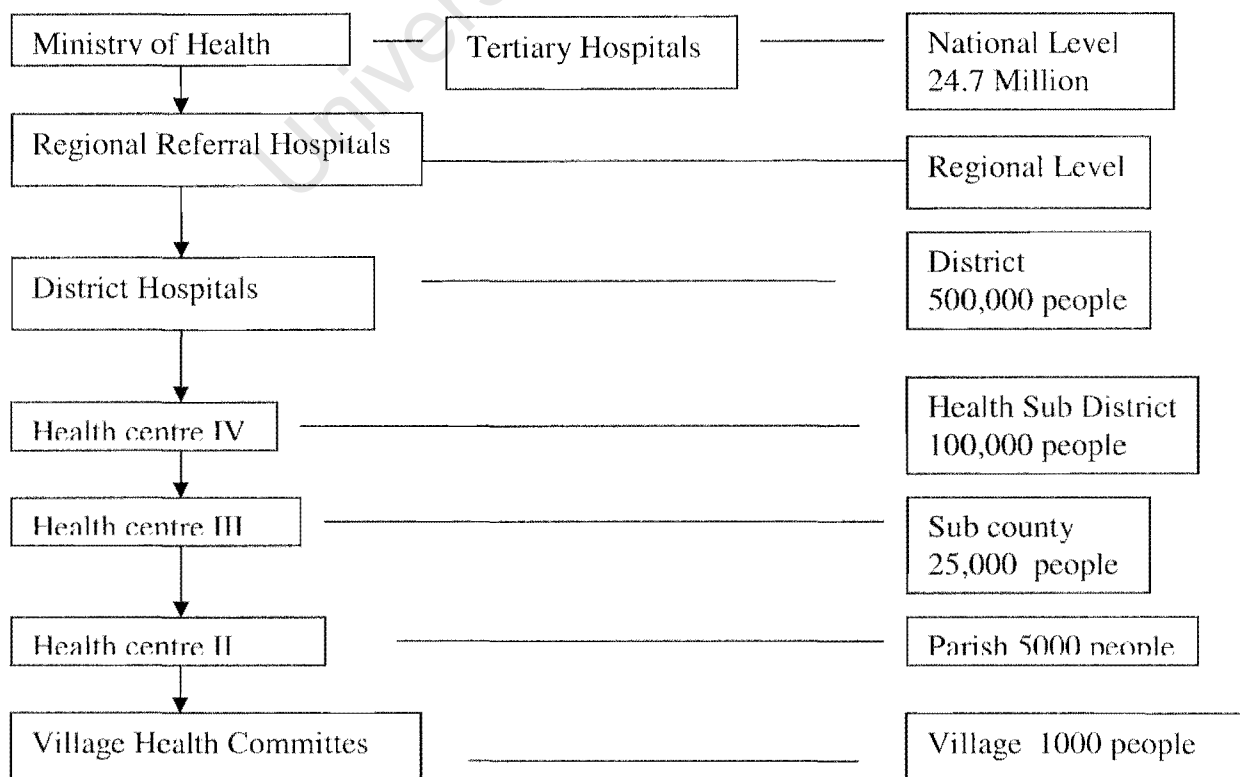 Ministry of Health
Tertiary Hospitals
National Level
24.7 Million
Regional Referral Hospitals
Regional Level
District Hospitals
District
500,000 people
Health centre IV
Health Sub District
100,000 people
Health centre III
Sub county
25,000 people
Health centre II
Parish 5000 people
Village Health Committes
Village 1000 people
Univers